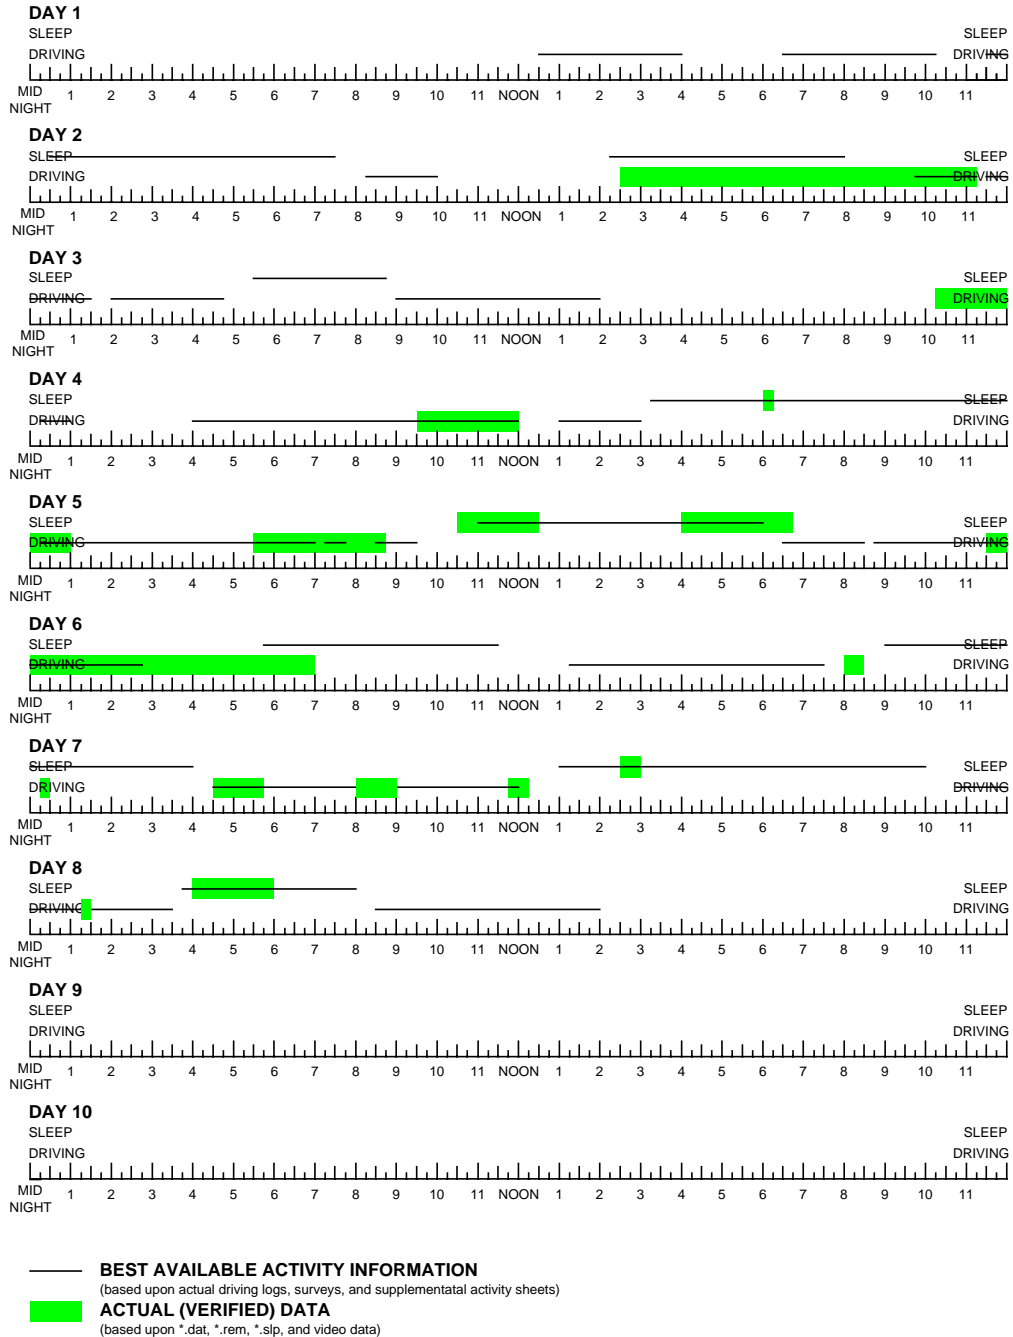 DAY 1
SLEEP SLEEP
DRIVING DRIVING
MID NIGHT 1 2 3 4 5 6 7 8 9 10 11 NOON 1 2 3 4 5 6 7 8 9 10 11
DAY 2
SLEEP SLEEP
DRIVING DRIVING
MID NIGHT 1 2 3 4 5 6 7 8 9 10 11 NOON 1 2 3 4 5 6 7 8 9 10 11
DAY 3
SLEEP SLEEP
DRIVING DRIVING
MID NIGHT 1 2 3 4 5 6 7 8 9 10 11 NOON 1 2 3 4 5 6 7 8 9 10 11
DAY 4
SLEEP SLEEP
DRIVING DRIVING
MID NIGHT 1 2 3 4 5 6 7 8 9 10 11 NOON 1 2 3 4 5 6 7 8 9 10 11
DAY 5
SLEEP SLEEP
DRIVING DRIVING
MID NIGHT 1 2 3 4 5 6 7 8 9 10 11 NOON 1 2 3 4 5 6 7 8 9 10 11
DAY 6
SLEEP SLEEP
DRIVING DRIVING
MID NIGHT 1 2 3 4 5 6 7 8 9 10 11 NOON 1 2 3 4 5 6 7 8 9 10 11
DAY 7
SLEEP SLEEP
DRIVING DRIVING
MID NIGHT 1 2 3 4 5 6 7 8 9 10 11 NOON 1 2 3 4 5 6 7 8 9 10 11
DAY 8
SLEEP SLEEP
DRIVING DRIVING
MID NIGHT 1 2 3 4 5 6 7 8 9 10 11 NOON 1 2 3 4 5 6 7 8 9 10 11
DAY 9
SLEEP SLEEP
DRIVING DRIVING
MID NIGHT 1 2 3 4 5 6 7 8 9 10 11 NOON 1 2 3 4 5 6 7 8 9 10 11
DAY 10
SLEEP SLEEP
DRIVING DRIVING
MID NIGHT 1 2 3 4 5 6 7 8 9 10 11 NOON 1 2 3 4 5 6 7 8 9 10 11
BEST AVAILABLE ACTIVITY INFORMATION
(based upon actual driving logs, surveys, and supplementatal activity sheets)
ACTUAL (VERIFIED) DATA
(based upon *.dat, *.rem, *.slp, and video data)